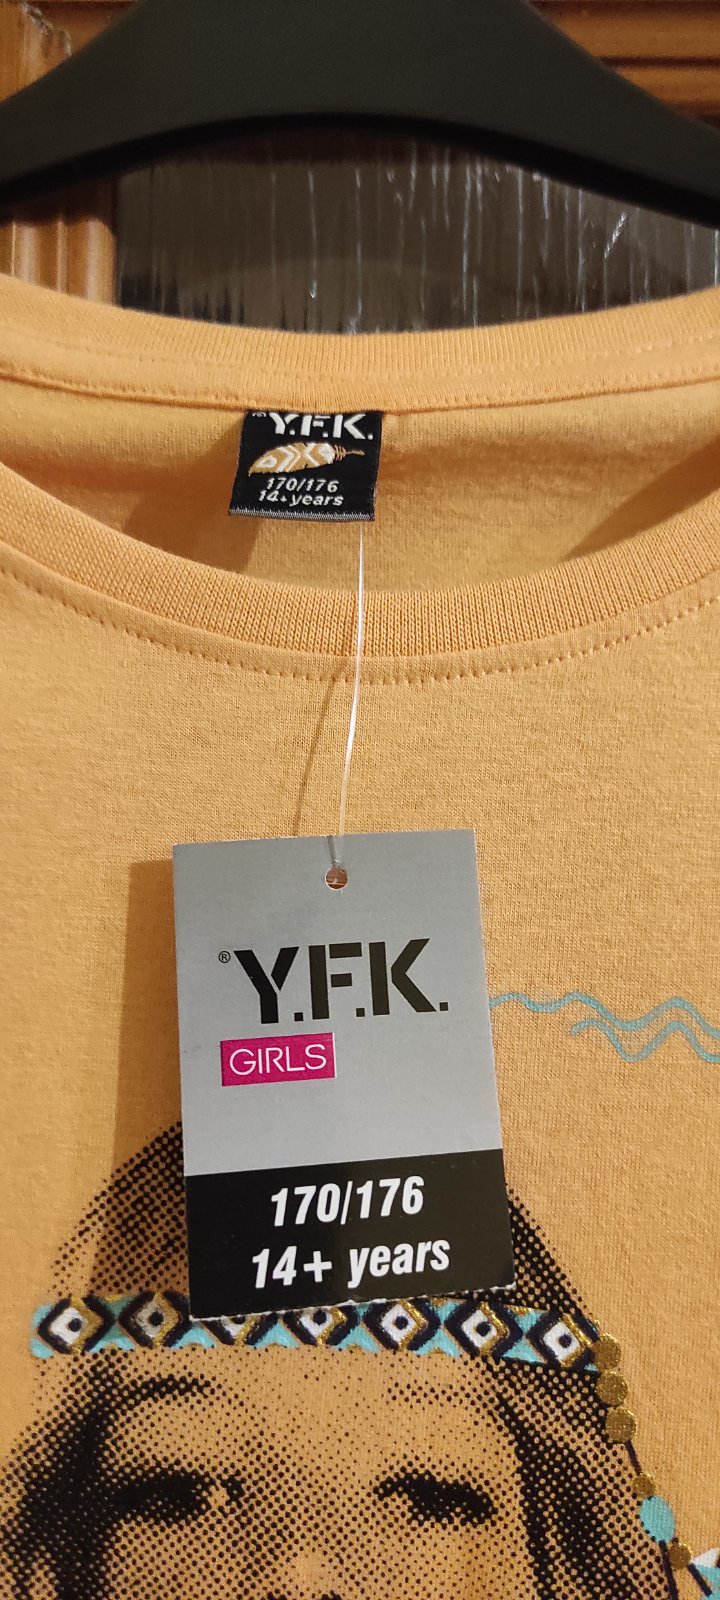 ® Y.F.K.
170/176
14+ years
® Y.F.K.
GIRLS
170/176
14+ years